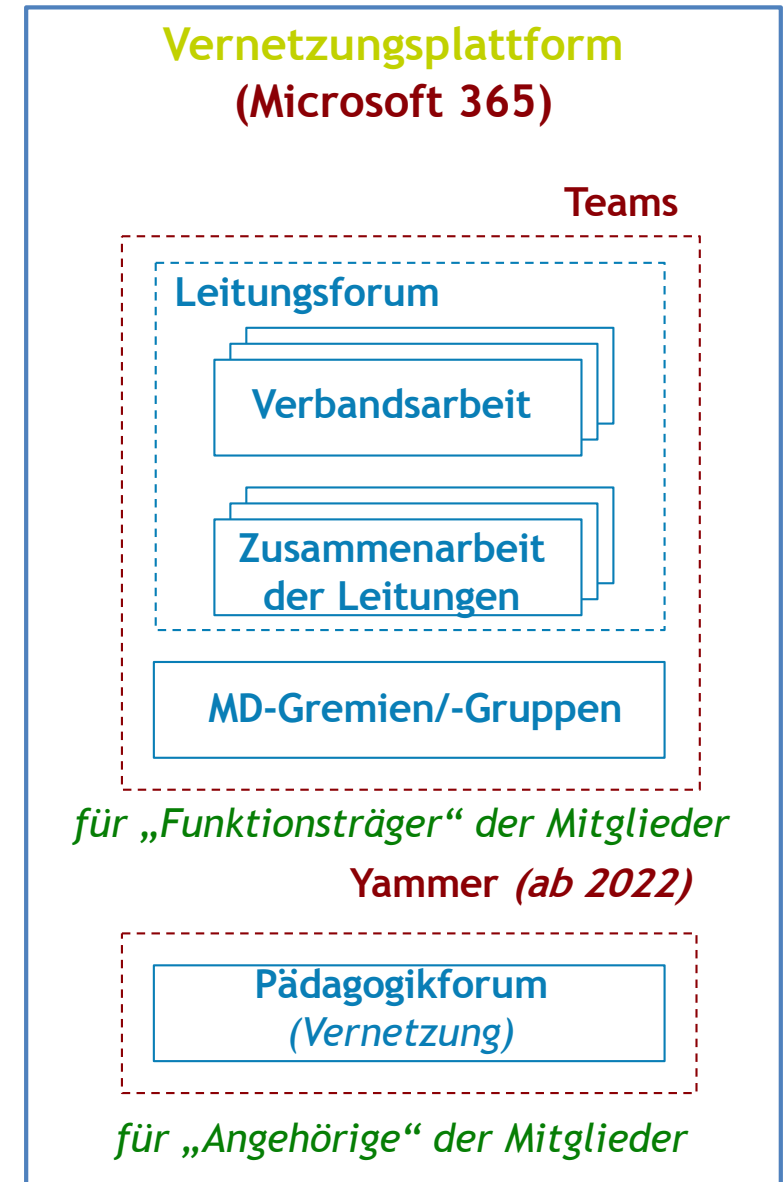 Vernetzungsplattform
(Microsoft 365)
Teams
Leitungsforum
Verbandsarbeit
Zusammenarbeit
der Leitungen
MD-Gremien/-Gruppen
für „Funktionsträger“ der Mitglieder
Yammer (ab 2022)
Pädagogikforum
(Vernetzung)
für „Angehörige“ der Mitglieder